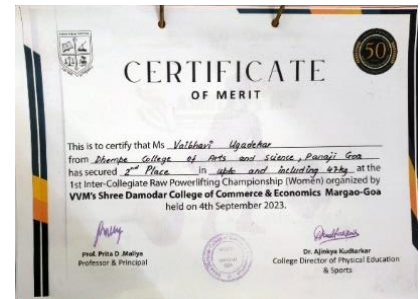 50
CERTIFICATE
OF MERIT
This is to certify that Ms Vaibhavi Ugadekar
from Dhempe College of Arts and science, Panaji Goa
has secured 2nd Place in upto and including 47kg at the
1st Inter-Collegiate Raw Powerlifting Championship (Women) organized by
VVM's Shree Damodar College of Commerce & Economics Margao-Goa
held on 4th September 2023.
Prof. Prita D. Mallya
Professor & Principal
Dr. Ajinkya Kudtarkar
College Director of Physical Education
& Sports